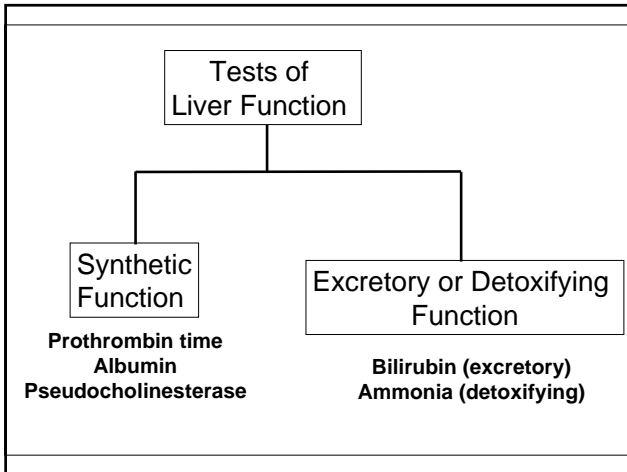 Tests of
Liver Function
Synthetic
Function
Prothrombin time
Albumin
Pseudocholinesterase
Excretory or Detoxifying
Function
Bilirubin (excretory)
Ammonia (detoxifying)